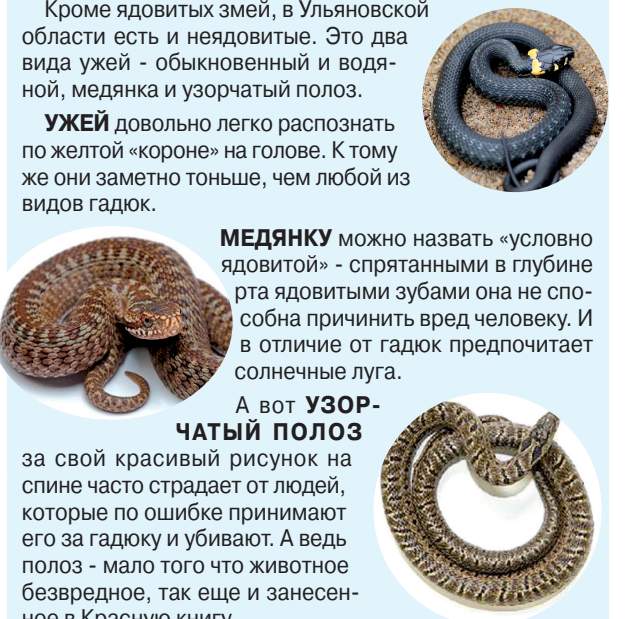 Кроме ядовитых змей, в Ульяновской
области есть и неядовитые. Это два
вида ужей - обыкновенный и водя-
ной, медянка и узорчатый полоз.
УЖЕЙ довольно легко распознать
по желтой «короне» на голове. К тому
же они заметно тоньше, чем любой из
видов гадюк.
МЕДЯНКУ можно назвать «условно
ядовитой» - спрятанными в глубине
рта ядовитыми зубами она не спо-
собна причинить вред человеку. И
в отличие от гадюк предпочитает
солнечные луга.
А вот УЗОР-
ЧАТЫЙ ПОЛОЗ
за свой красивый рисунок на
спине часто страдает от людей,
которые по ошибке принимают
его за гадюку и убивают. А ведь
полоз - мало того что животное
безвредное, так еще и занесен-
ное в Красную книгу